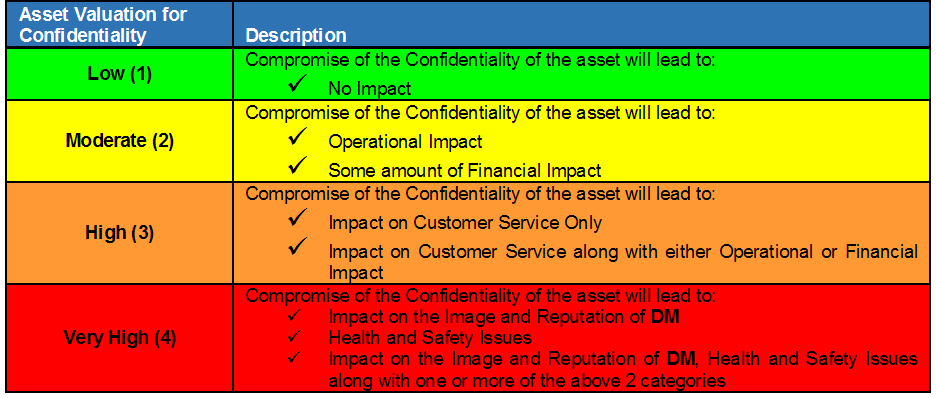 Asset Valuation for
Confidentiality
Description
Low (1)
Compromise of the Confidentiality of the asset will lead to:
✓ No Impact
Moderate (2)
Compromise of the Confidentiality of the asset will lead to:
✓ Operational Impact
✓ Some amount of Financial Impact
High (3)
Compromise of the Confidentiality of the asset will lead to:
✓ Impact on Customer Service Only
✓ Impact on Customer Service along with either Operational or Financial
Impact
Very High (4)
Compromise of the Confidentiality of the asset will lead to:
✓ Impact on the Image and Reputation of DM
✓ Health and Safety Issues
✓ Impact on the Image and Reputation of DM, Health and Safety Issues
along with one or more of the above 2 categories